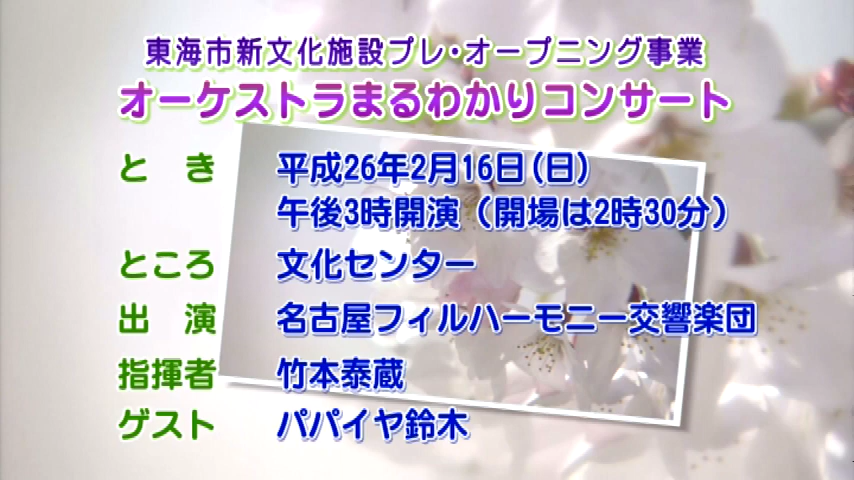 東海市新文化施設プレ・オープニング事業
オーケストラまるわかりコンサート
とき 平成26年2月16日(日)
午後3時開演(開場は2時30分)
ところ 文化センター
出演 名古屋フィルハーモニー交響楽団
指揮者 竹本泰蔵
ゲスト パパイヤ鈴木